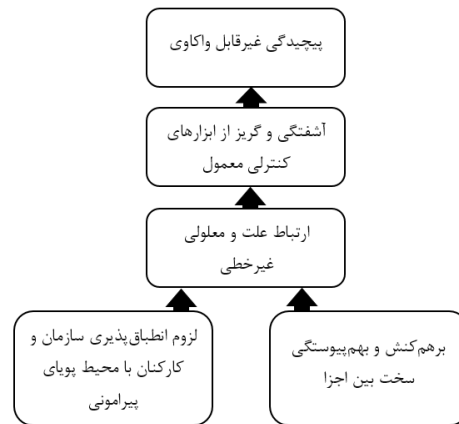 پیچیدگی غیرقابل واکاوی
آشفتگی و گریز از ابزارهای
کنترلی معمول
ارتباط علت و معلولی
غیرخطی
برهم‌کنش و بهم‌پیوستگی
سخت بین اجزا
لزوم انطباق‌پذیری سازمان و
کارکنان با محیط پویای
پیرامونی